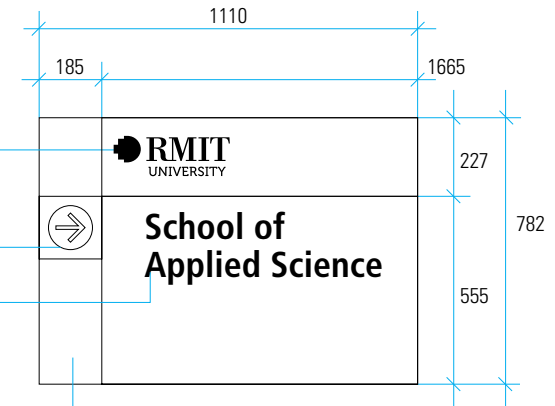 1110
185
1665
RMIT
UNIVERSITY
227
782
School of
Applied Science
555